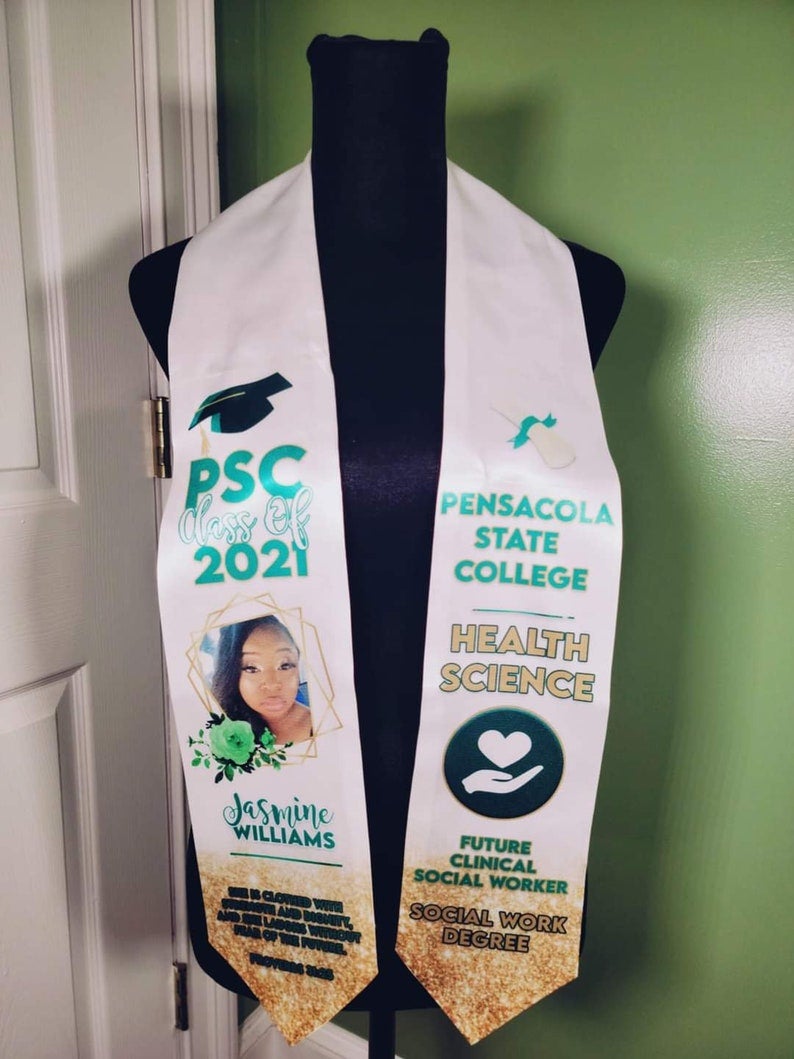 PSC
Class Of
2021
Jasmine
WILLIAMS
SHE IS CLOTHED WITH
STRENGTH AND DIGNITY,
AND SHE LAUGHS WITHOUT
FEAR OF THE FUTURE.
PROVERBS 31:25
PENSACOLA
STATE
COLLEGE
HEALTH
SCIENCE
FUTURE
CLINICAL
SOCIAL WORKER
SOCIAL WORK
DEGREE